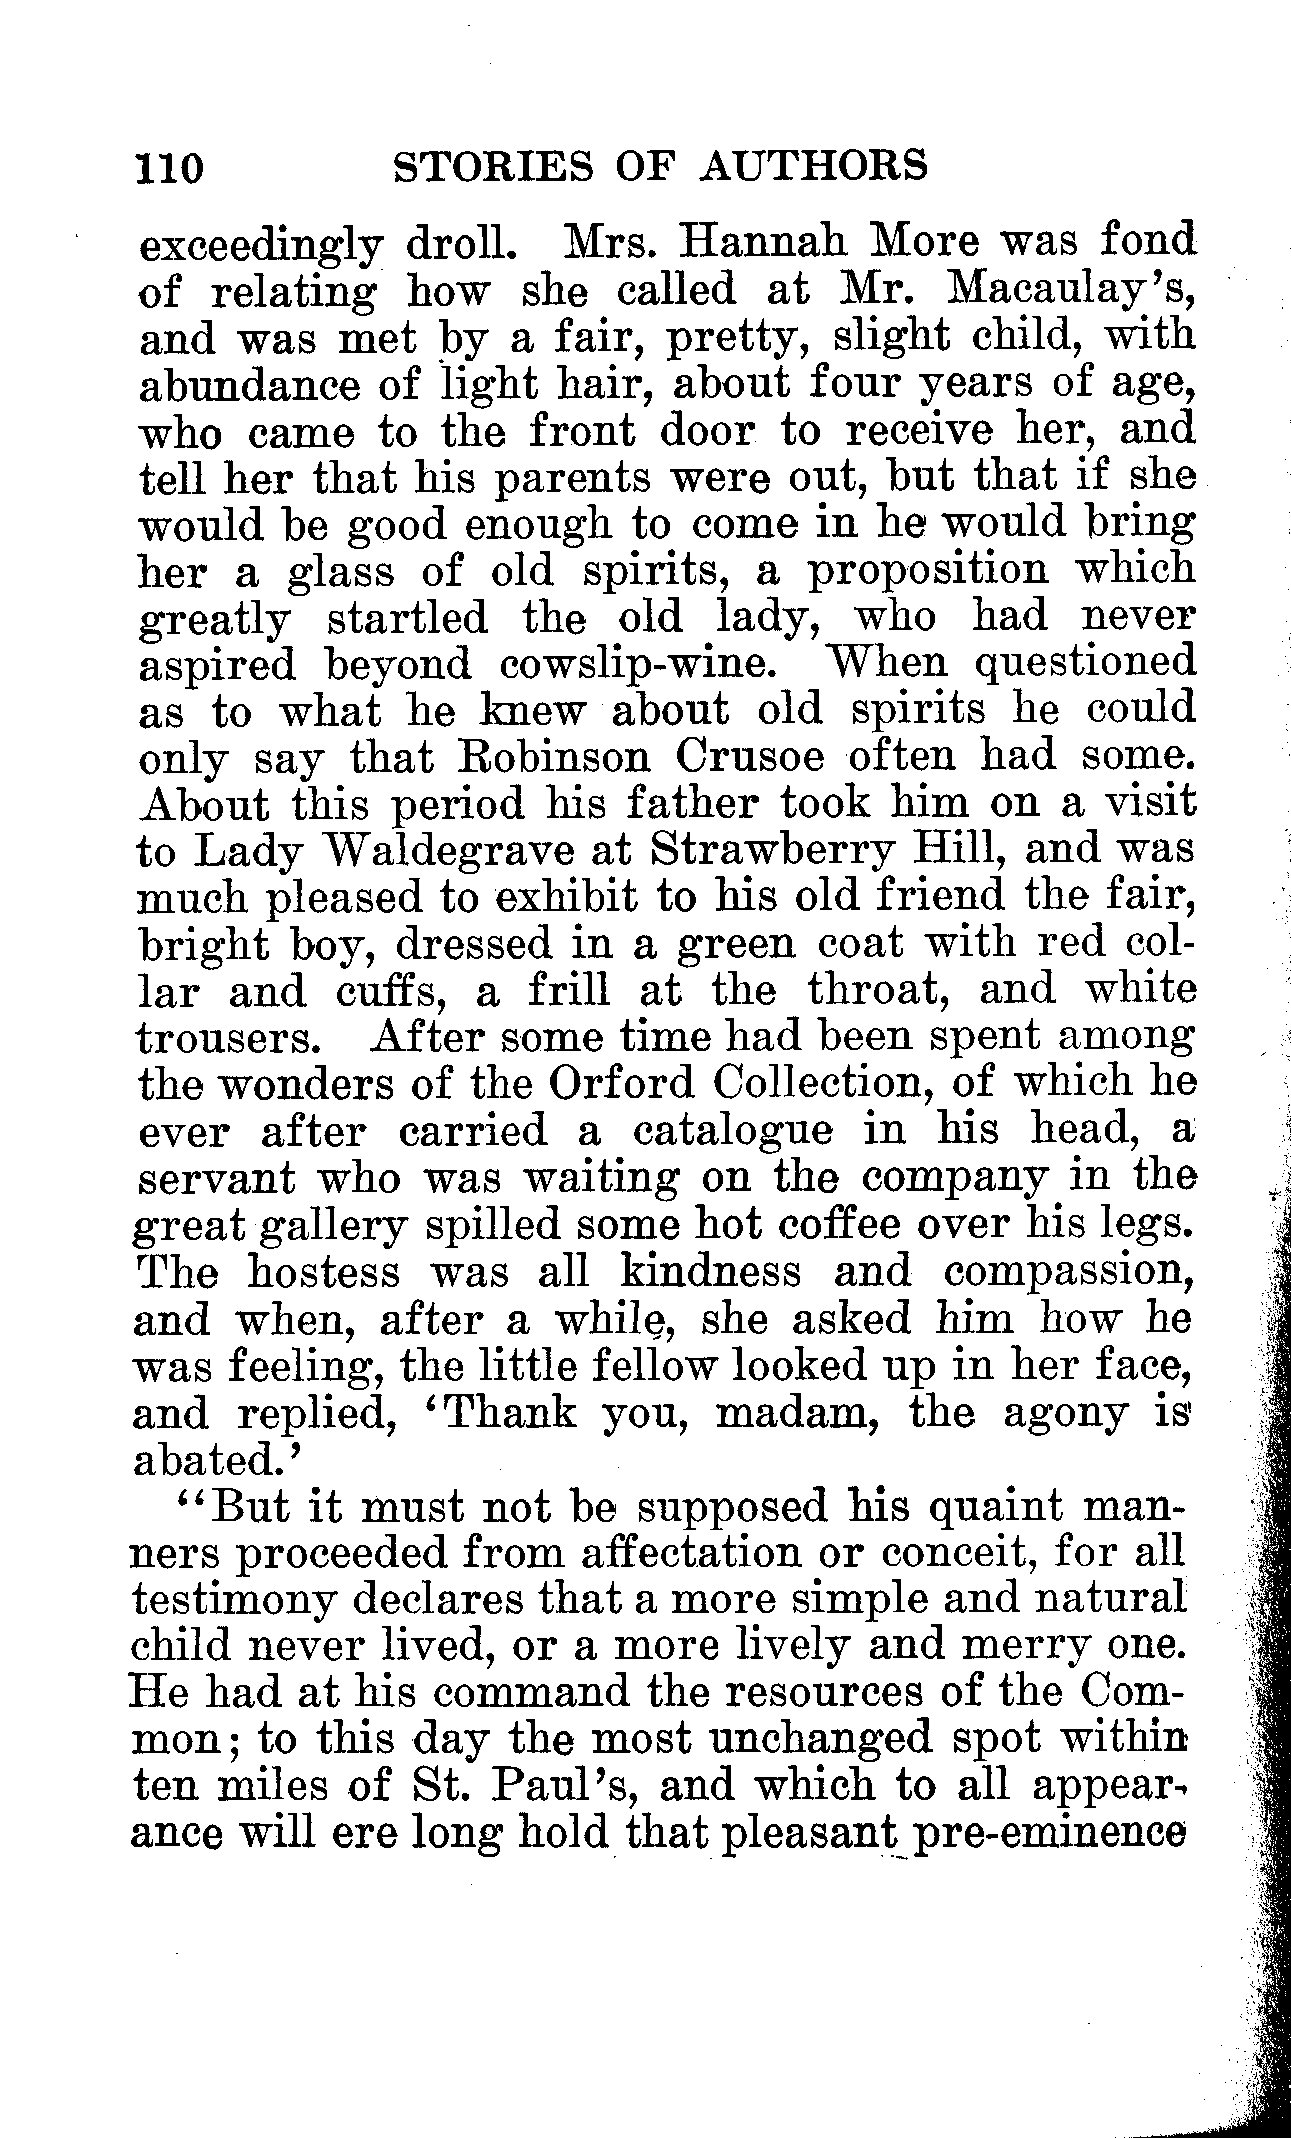 110 STORIES OF AUTHORS
exceedingly droll. Mrs. Hannah More was fond
of relating how she called at Mr. Macaulay's,
and was met by a fair, pretty, slight child, with
abundance of light hair, about four years of age,
who came to the front door to receive her, and
tell her that his parents were out, but that if she
would be good enough to come in he would bring
her a glass of old spirits, a proposition which
greatly startled the old lady, who had never
aspired beyond cowslip-wine. When questioned
as to what he knew about old spirits he could
only say that Robinson Crusoe often had some.
About this period his father took him on a visit
to Lady Waldegrave at Strawberry Hill, and was
much pleased to exhibit to his old friend the fair,
bright boy, dressed in a green coat with red col-
lar and cuffs, a frill at the throat, and white
trousers. After some time had been spent among
the wonders of the Orford Collection, of which he
ever after carried a catalogue in his head, a
servant who was waiting on the company in the
great gallery spilled some hot coffee over his legs.
The hostess was all kindness and compassion,
and when, after a while, she asked him how he
was feeling, the little fellow looked up in her face,
and replied, 'Thank you, madam, the agony is
abated.'
"But it must not be supposed his quaint man-
ners proceeded from affectation or conceit, for all
testimony declares that a more simple and natural
child never lived, or a more lively and merry one.
He had at his command the resources of the Com-
mon; to this day the most unchanged spot within
ten miles of St. Paul's, and which to all appear-
ance will ere long hold that pleasant pre-eminence